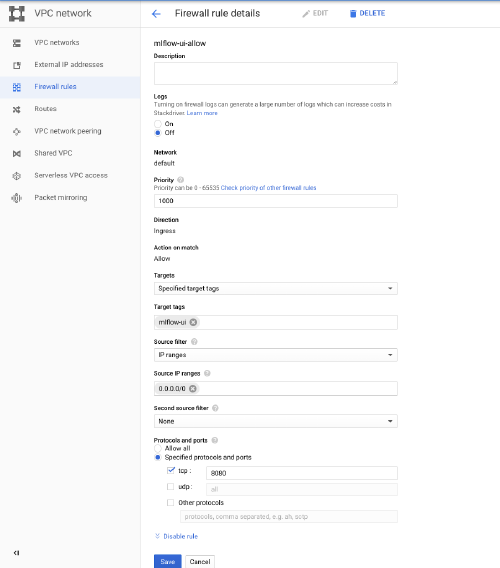 VPC network
Firewall rule details
EDIT
DELETE
VPC networks
External IP addresses
Firewall rules
Routes
VPC network peering
Shared VPC
Serverless VPC access
Packet mirroring
mlflow-ui-allow
Description
Logs
Turning on firewall logs can generate a large number of logs which can increase costs in
Stackdriver. Learn more
On
Off
Network
default
Priority
Priority can be 0 - 65535 Check priority of other firewall rules
1000
Direction
Ingress
Action on match
Allow
Targets
Specified target tags
Target tags
mlflow-ui
Source filter
IP ranges
Source IP ranges
0.0.0.0/0
Second source filter
None
Protocols and ports
Allow all
Specified protocols and ports
tcp :
8080
udp :
all
Other protocols
protocols, comma separated, e.g. ah, sctp
Disable rule
Save
Cancel